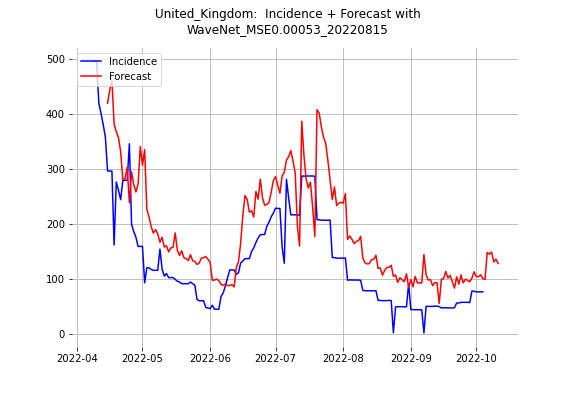 United_Kingdom:  Incidence + Forecast with
WaveNet_MSE0.00053_20220815
500
400
300
200
100
0
Incidence
Forecast
2022-04 2022-05 2022-06 2022-07 2022-08 2022-09 2022-10